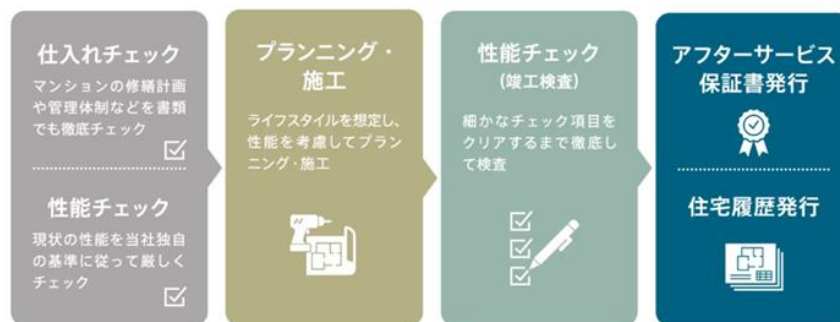 仕入れチェック
マンションの修繕計画
や管理体制などを書類
でも徹底チェック
性能チェック
現状の性能を当社独自
の基準に従って厳しく
チェック
プランニング・
施工
ライフスタイルを想定し、
性能を考慮してプラン
ニング・施工
性能チェック
(竣工検査)
細かなチェック項目を
クリアするまで徹底し
て検査
アフターサービス
保証書発行
住宅履歴発行